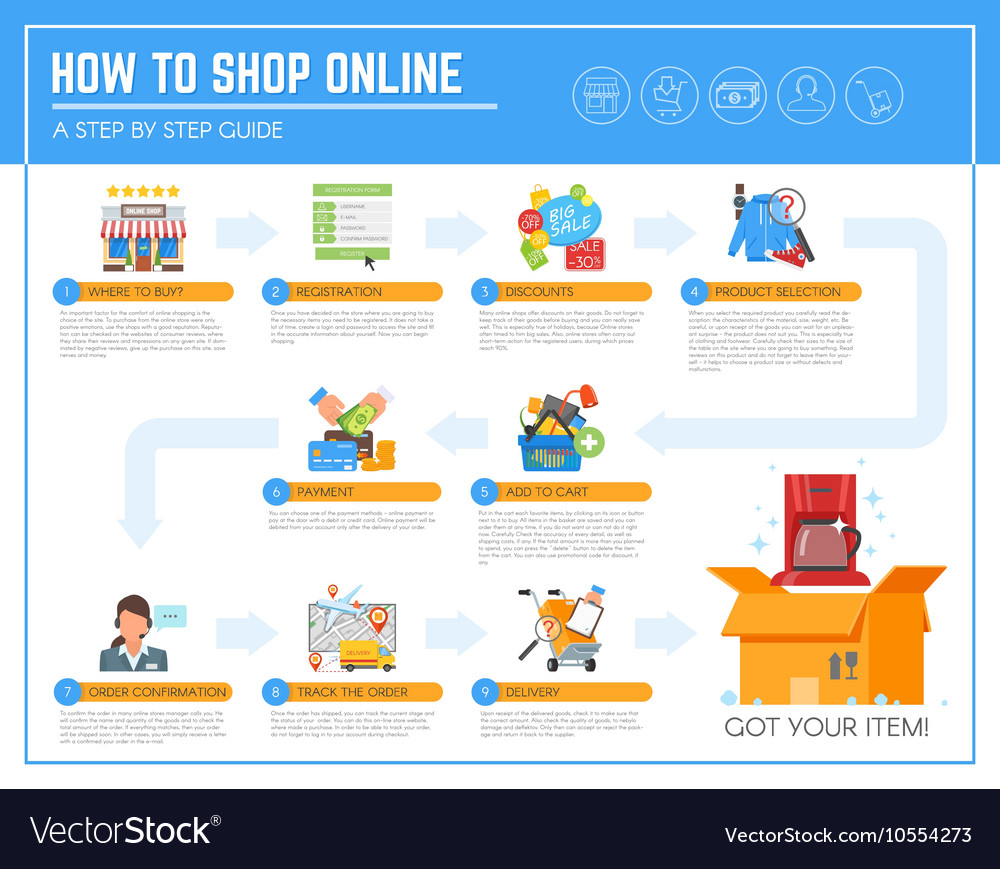 HOW TO SHOP ONLINE
A STEP BY STEP GUIDE
ONLINE SHOP
REGISTRATION FORM
USERNAME
E-MAIL
PASSWORD
CONFIRM PASSWORD
REGISTER
-70%
OFF
BIG
SALE
50%
OFF
SALE
-30%
OFF
?
1 WHERE TO BUY?
An important factor for the comfort of online shopping is the
choice of the site. To purchase from the online store were only
positive emotions, use the shops with a good reputation. Reputa-
tion can be checked on the websites of consumer reviews, where
they share their reviews and impressions on any given site. If dom-
inated by negative reviews, give up the purchase on this site, save
nerves and money.
2 REGISTRATION
Once you have decided on the store where you are going to buy
the necessary items you want to record it. It does not take a
lot of time, create a login and password to access the site and fill
in all the required contact details. Now you can begin
shopping.
3 DISCOUNTS
Many online shops offer discounts on their goods. Do not forget to
keep track of their goods before buying and you can really save
well. This is especially true of holidays, because Online stores
often timed to him big sales. Also, online stores often carry out
short-term action for the registered users, during which prices
reach 90%.
4 PRODUCT SELECTION
When you select the required product you carefully read the de-
scription: the characteristics of the material, size, weight, etc. Be
careful, or upon receipt of the goods you can wait for an unpleas-
ant surprise - the product does not suit you. This is especially true
of clothing and footwear. Carefully check their sizes to the size of
the table on the site where you are going to buy something. Read
reviews on this product and do not forget to leave them for your-
self - it helps to choose a product size or without defects and
malfunctions.
6 PAYMENT
You can choose one of the payment methods - online payment or
pay at the door with a debit or credit card. Online payment will be
debited from your account only after the delivery of your order.
5 ADD TO CART
Put in the cart each favorite items, by clicking on its icon or button
next to it to buy. All items in the basket are saved and you can
order them at any time, if you do not want or can not do it right
now. Carefully Check the accuracy of every detail, as well as
shipping costs, if any. If the total amount is more than you planned
to spend, you can press the "delete" button to delete the item
from the cart. You can also use promotional code for discount, if
any.
DELIVERY
?
7 ORDER CONFIRMATION
To confirm the order in many online stores manager calls you. He
will confirm the name and quantity of the goods and to check the
total amount of the order. If everything matches, then your order
will be shipped soon. In other cases, you will simply receive a letter
with a confirmed your order in the e-mail.
8 TRACK THE ORDER
Once the order has shipped, you can track the current stage and
the status of your order. You can do this on-line store website,
where made a purchase. In order to be able to track the order,
do not forget to log in to your account during checkout.
9 DELIVERY
Upon receipt of the delivered goods, check it to make sure that
the correct amount. Also check the quality of goods, to nebylo
damage and defects. Only then can accept or reject the pack-
age and return it back to the supplier.
GOT YOUR ITEM!
VectorStock®
VectorStock.com/10554273